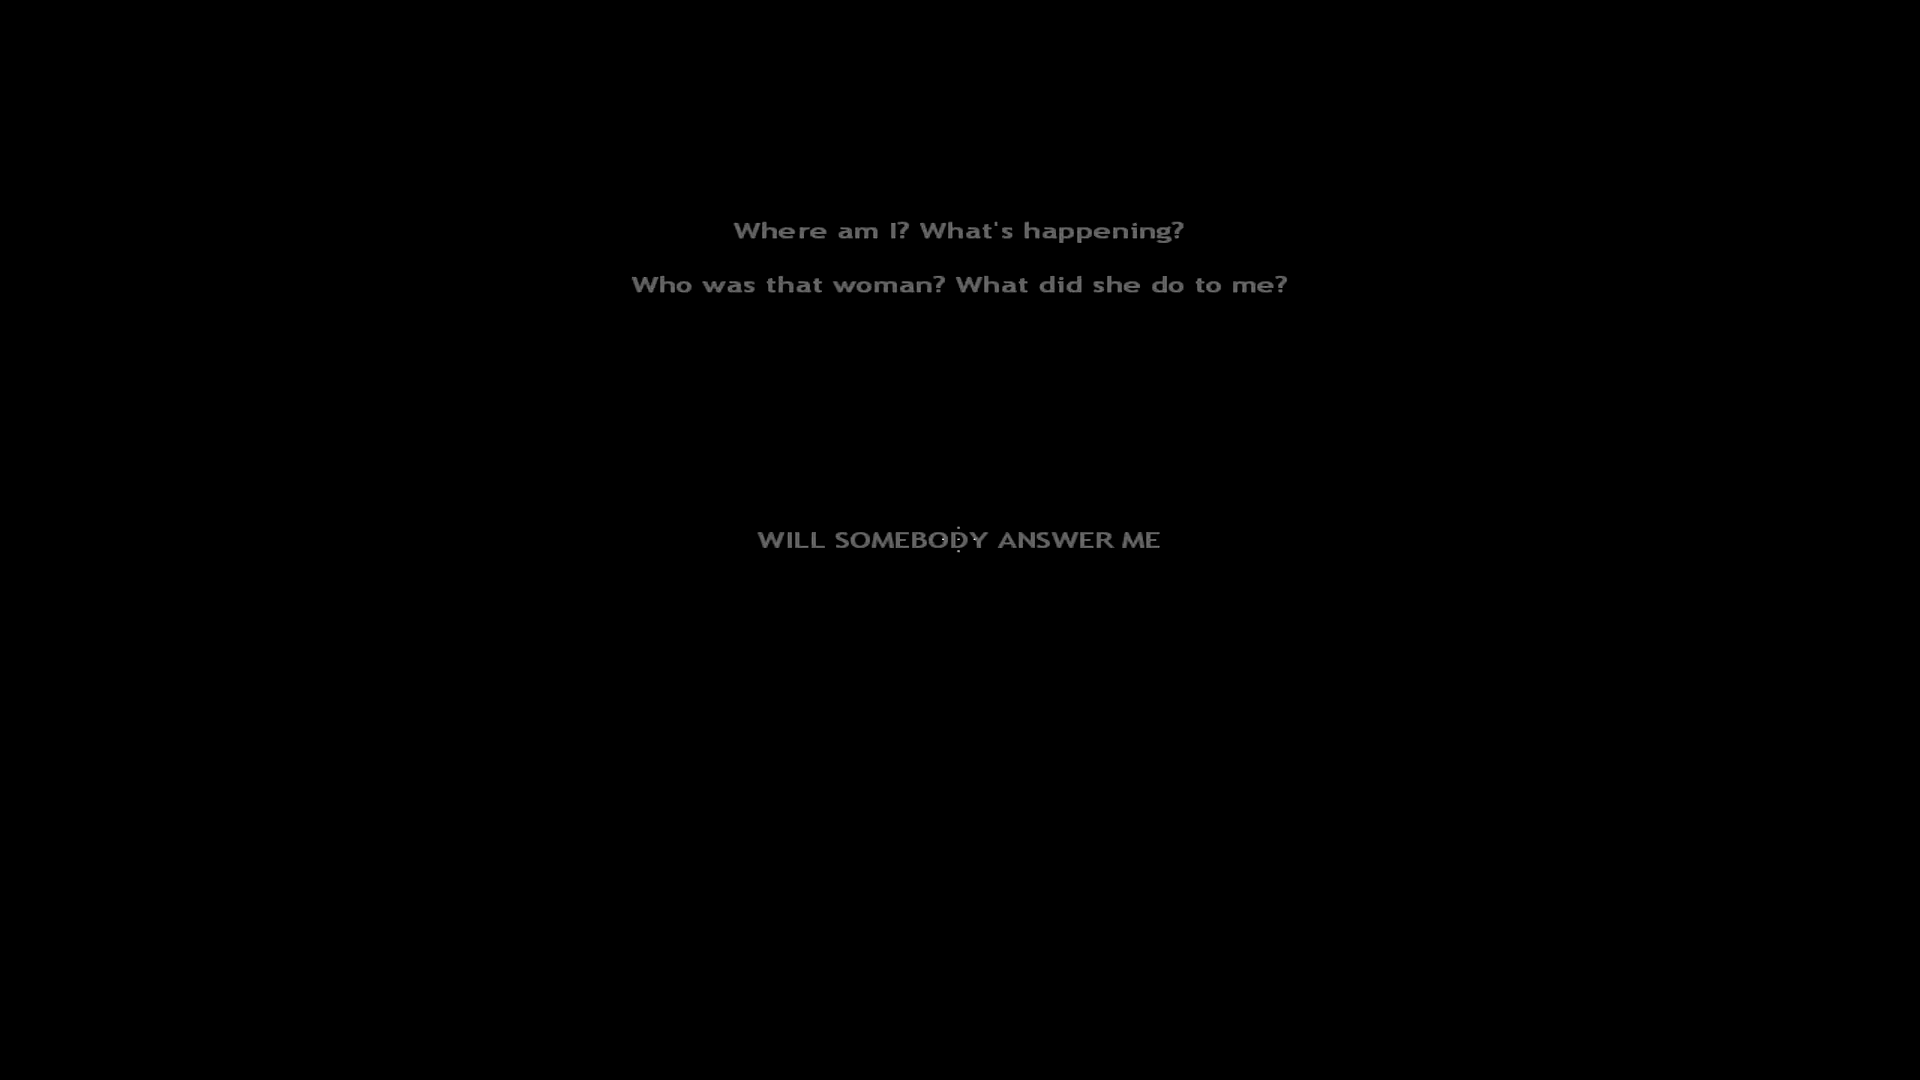 Where am I? What's happening?
Who was that woman? What did she do to me?
WILL SOMEBODY ANSWER ME